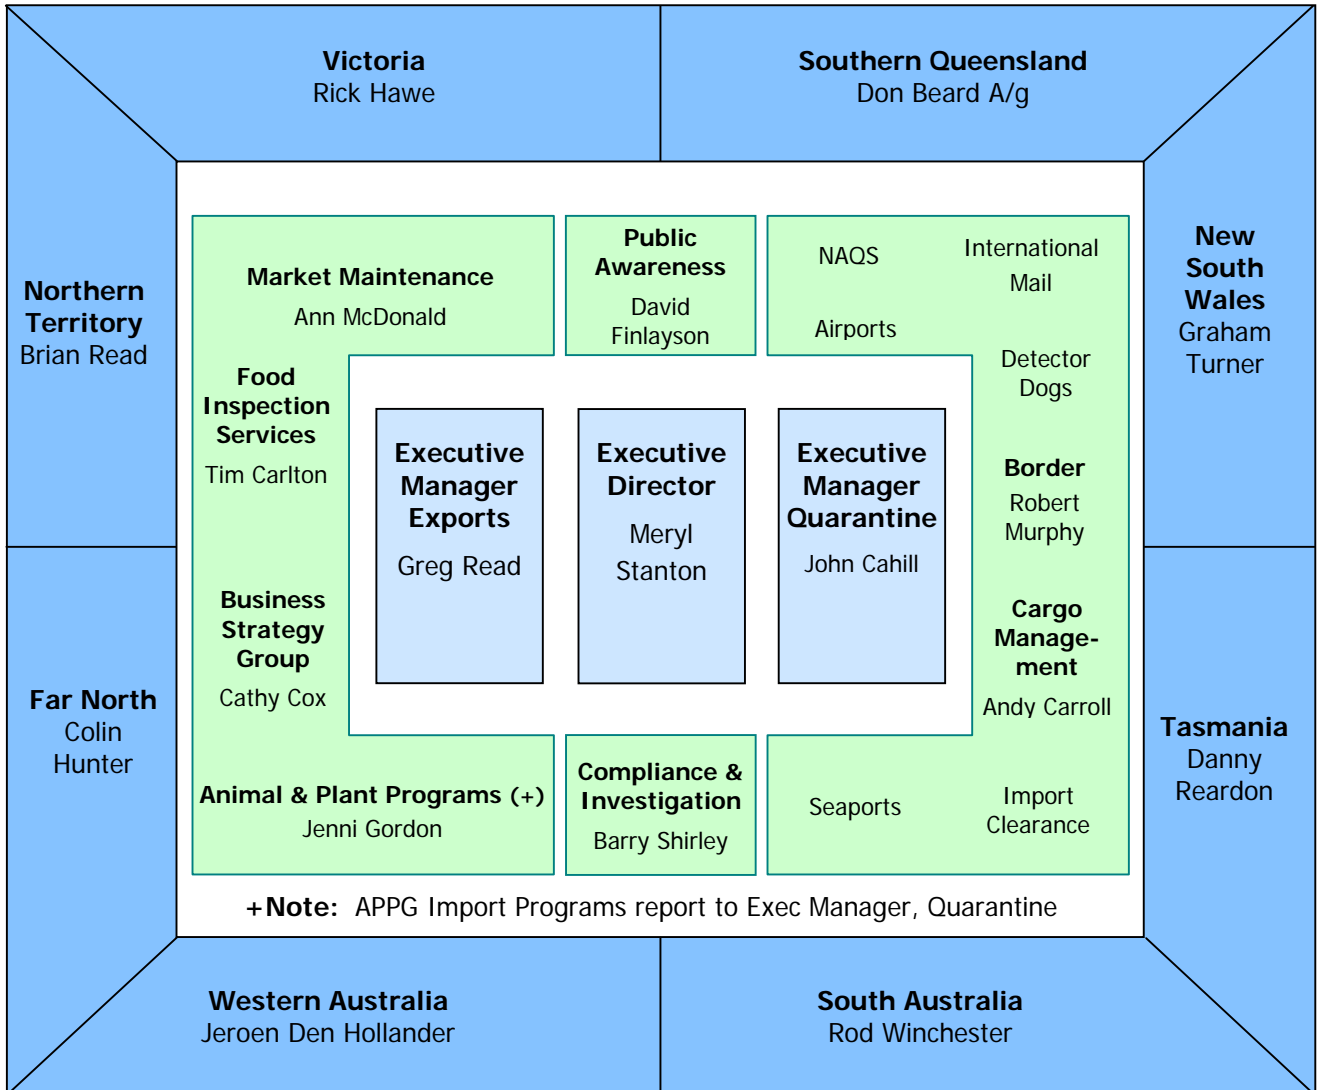 Victoria
Rick Hawe
Southern Queensland
Don Beard A/g
Northern
Territory
Brian Read
Market Maintenance
Ann McDonald
Public
Awareness
David
Finlayson
NAQS
International
Mail
Airports
Detector
Dogs
New
South
Wales
Graham
Turner
Food
Inspection
Services
Tim Carlton
Executive
Manager
Exports
Greg Read
Executive
Director
Meryl
Stanton
Executive
Manager
Quarantine
John Cahill
Border
Robert
Murphy
Business
Strategy
Group
Cathy Cox
Cargo
Manage-
ment
Andy Carroll
Far North
Colin
Hunter
Tasmania
Danny
Reardon
Animal & Plant Programs (+)
Jenni Gordon
Compliance &
Investigation
Barry Shirley
Seaports
Import
Clearance
+Note: APPG Import Programs report to Exec Manager, Quarantine
Western Australia
Jeroen Den Hollander
South Australia
Rod Winchester